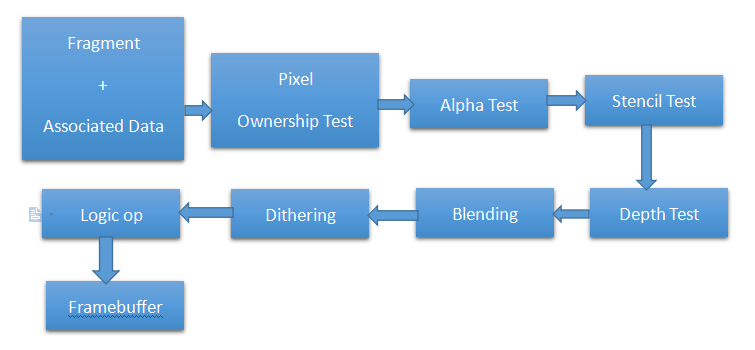 Fragment
+
Associated Data
Pixel
Ownership Test
Alpha Test
Stencil Test
Depth Test
Blending
Dithering
Logic op
Framebuffer